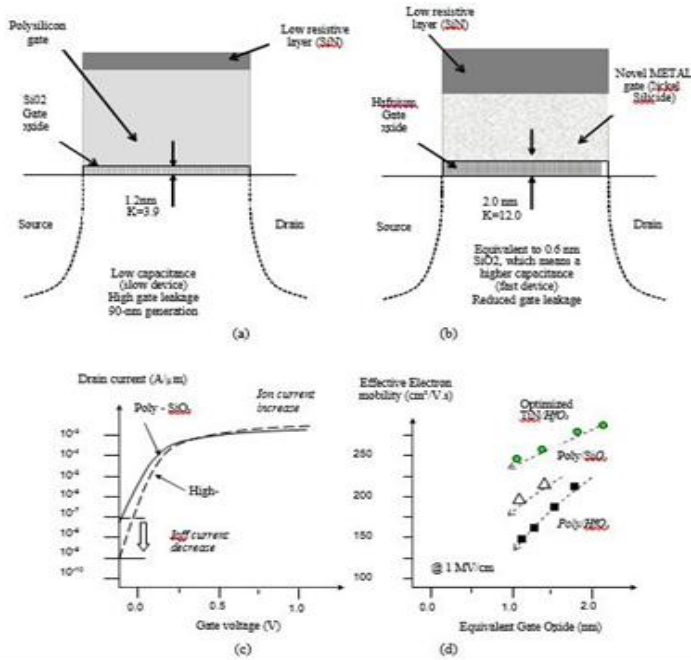 Polysilicon
gate
Low resistive
layer (SiN)
SiO2
Gate
oxide
1.2nm
K=3.9
Source
Drain
Low capacitance
(slow device)
High gate leakage
90-nm generation
(a)
Low resistive
layer (SiN)
Novel METAL
gate (Nickel
Silicide)
Hafnium
Gate
oxide
2.0 nm
K=12.0
Source
Drain
Equivalent to 0.6 nm
SiO2, which means a
higher capacitance
(fast device)
Reduced gate leakage
(b)
Drain current (A/µm)
Ion current
increase
Poly - SiO₂
High-
Ioff current
decrease
10⁻³
10⁻⁴
10⁻⁵
10⁻⁶
10⁻⁷
10⁻⁸
10⁻⁹
10⁻¹⁰
0.0
0.5
1.0
Gate voltage (V)
(c)
Effective Electron
mobility (cm²/V.s)
Optimized
TiN/HfO₂
Poly/SiO₂
Poly/HfO₂
250
200
150
100
@ 1 MV/cm
0.0
1.0
2.0
Equivalent Gate Oxide (nm)
(d)